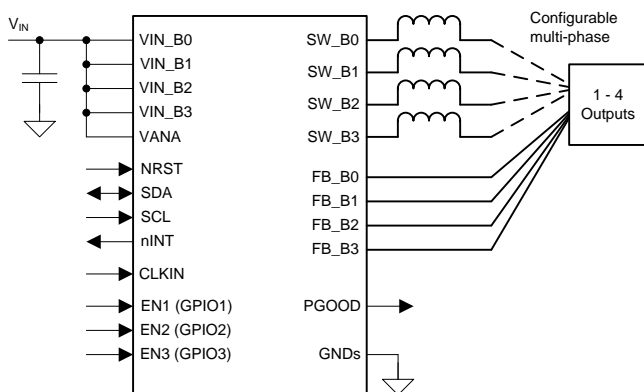 VIN
VIN_B0
VIN_B1
VIN_B2
VIN_B3
VANA
NRST
SDA
SCL
nINT
CLKIN
EN1 (GPIO1)
EN2 (GPIO2)
EN3 (GPIO3)
SW_B0
SW_B1
SW_B2
SW_B3
FB_B0
FB_B1
FB_B2
FB_B3
PGOOD
GNDs
Configurable
multi-phase
1 - 4
Outputs